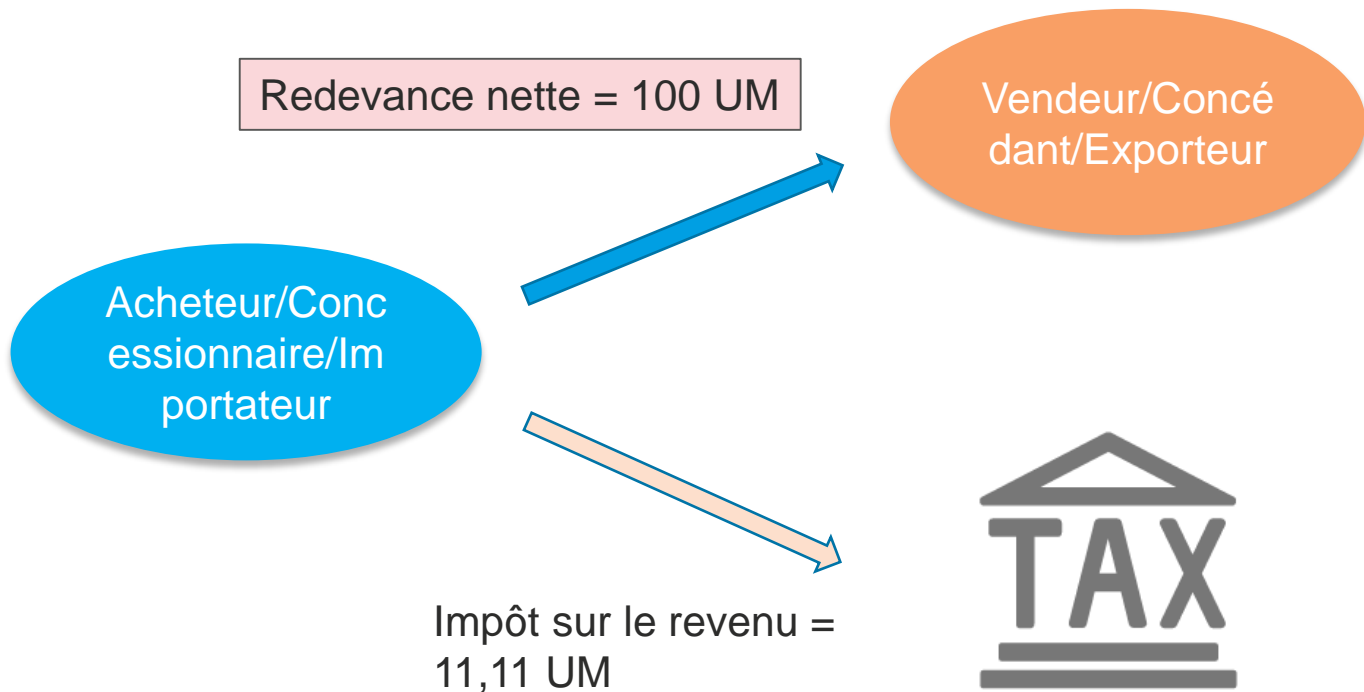 Redevance nette = 100 UM
Vendeur/Concé
dant/Exporteur
Acheteur/Conc
essionnaire/Im
portateur
Impôt sur le revenu =
11,11 UM
TAX